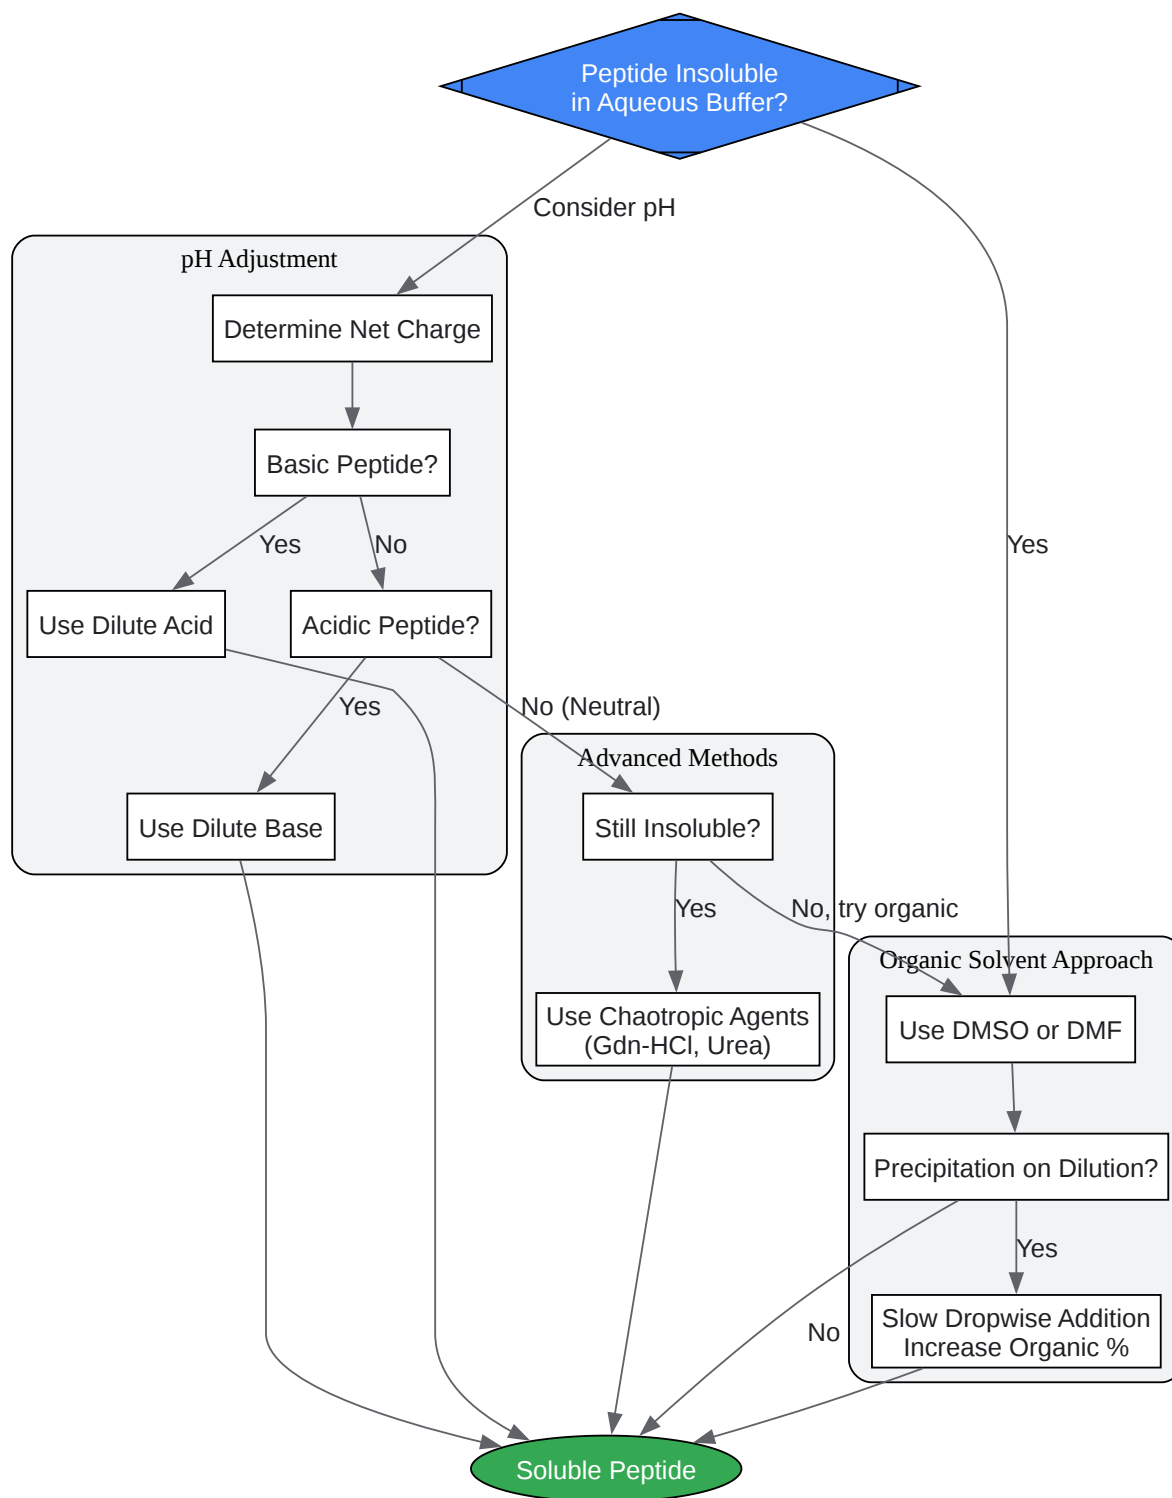 Peptide Insoluble
in Aqueous Buffer?
Consider pH
pH Adjustment
Determine Net Charge
Basic Peptide?
Yes
No
Yes
Use Dilute Acid
Acidic Peptide?
Yes
No (Neutral)
Advanced Methods
Use Dilute Base
Still Insoluble?
Yes
No, try organic
Organic Solvent Approach
Use Chaotropic Agents
(Gdn-HCl, Urea)
Use DMSO or DMF
Precipitation on Dilution?
Yes
No
Slow Dropwise Addition
Increase Organic %
Soluble Peptide